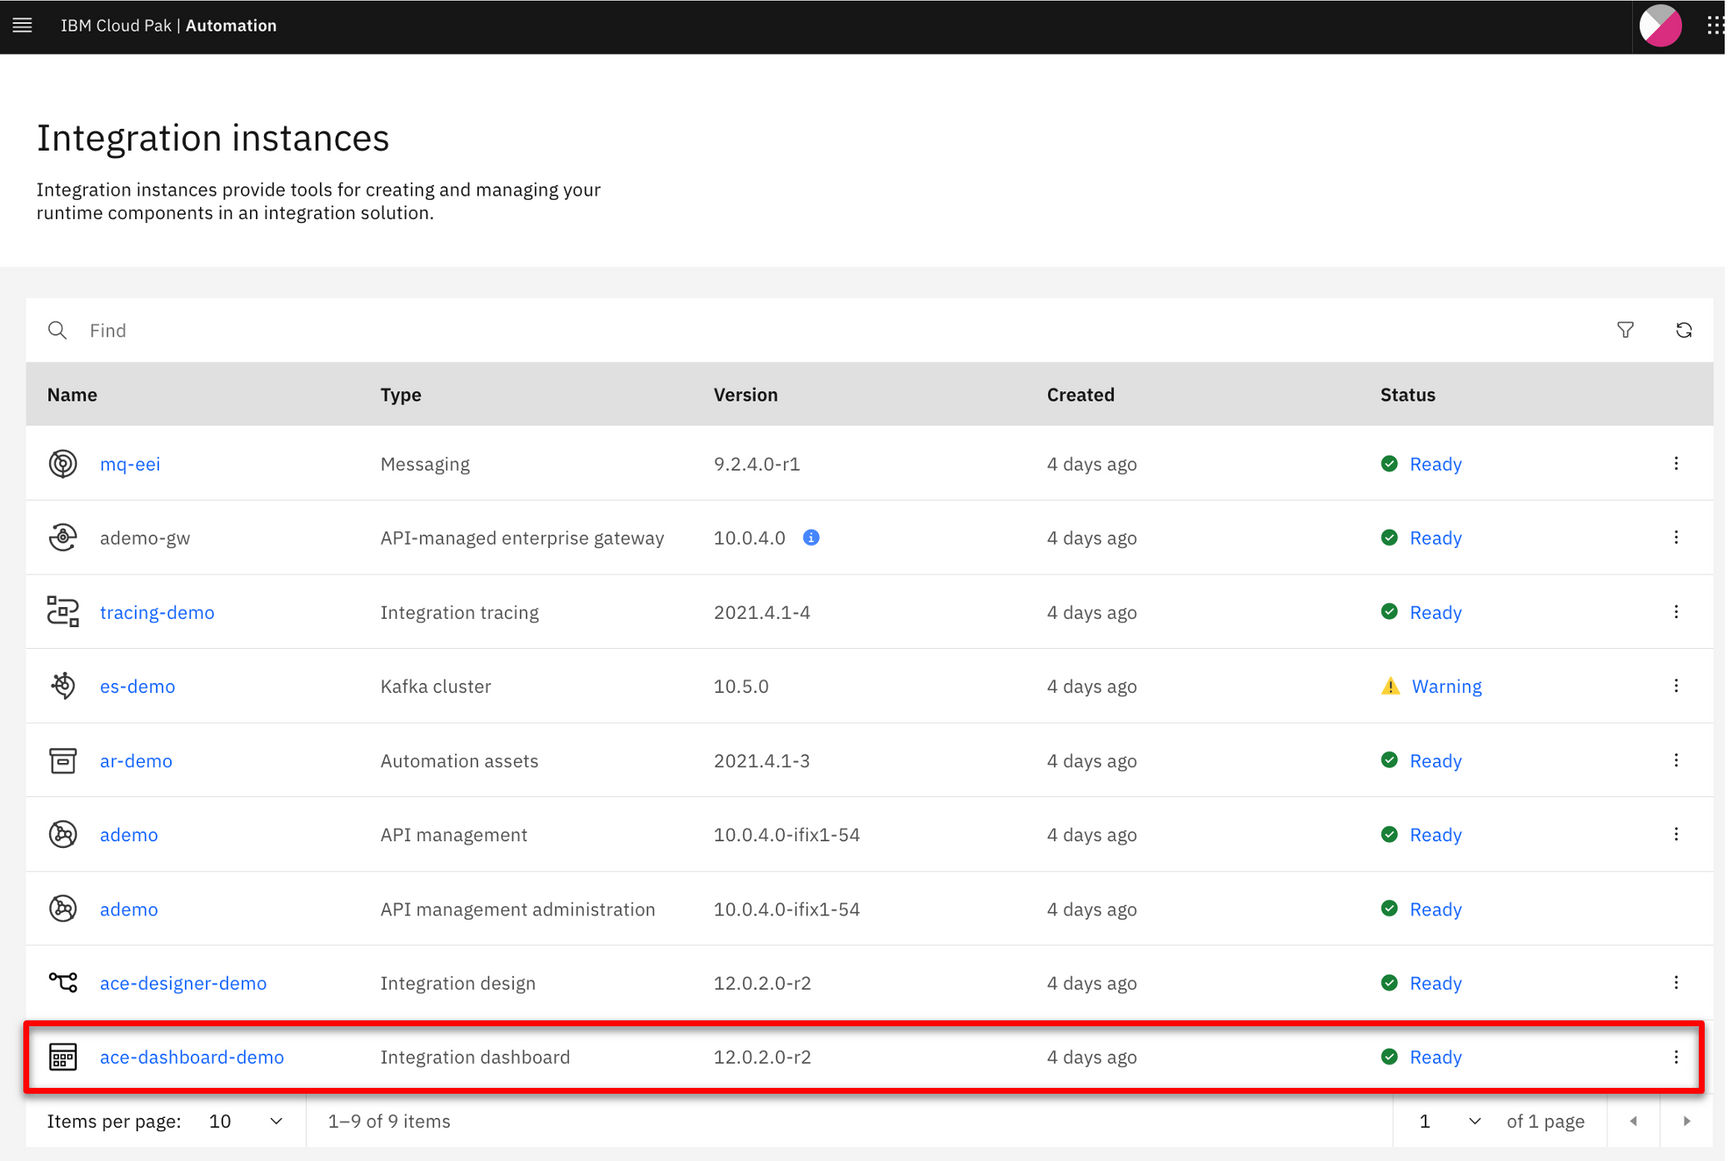 IBM Cloud Pak | Automation
Integration instances
Integration instances provide tools for creating and managing your
runtime components in an integration solution.
Find
Name Type Version Created Status
mq-eei Messaging 9.2.4.0-r1 4 days ago Ready
ademo-gw API-managed enterprise gateway 10.0.4.0 4 days ago Ready
tracing-demo Integration tracing 2021.4.1-4 4 days ago Ready
es-demo Kafka cluster 10.5.0 4 days ago Warning
ar-demo Automation assets 2021.4.1-3 4 days ago Ready
ademo API management 10.0.4.0-ifix1-54 4 days ago Ready
ademo API management administration 10.0.4.0-ifix1-54 4 days ago Ready
ace-designer-demo Integration design 12.0.2.0-r2 4 days ago Ready
ace-dashboard-demo Integration dashboard 12.0.2.0-r2 4 days ago Ready
Items per page: 10 1–9 of 9 items 1 of 1 page